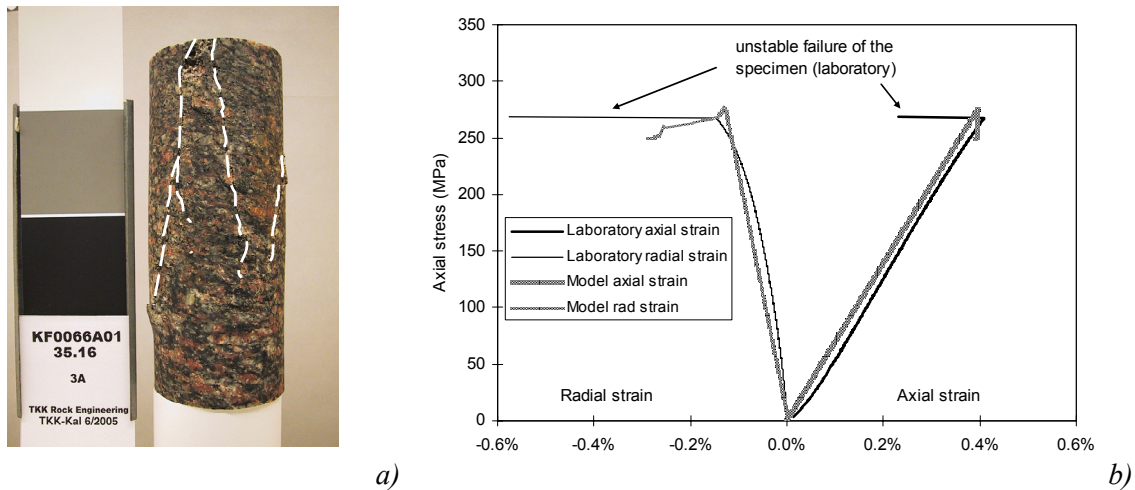 KF0066A01
35.16
3A
TKK Rock Engineering
TKK-Kal 6/2005
a)
350
300
250
200
150
100
50
0
Axial stress (MPa)
unstable failure of the
specimen (laboratory)
Laboratory axial strain
Laboratory radial strain
Model axial strain
Model rad strain
Radial strain
Axial strain
-0.6%
-0.4%
-0.2%
0.0%
0.2%
0.4%
0.6%
b)